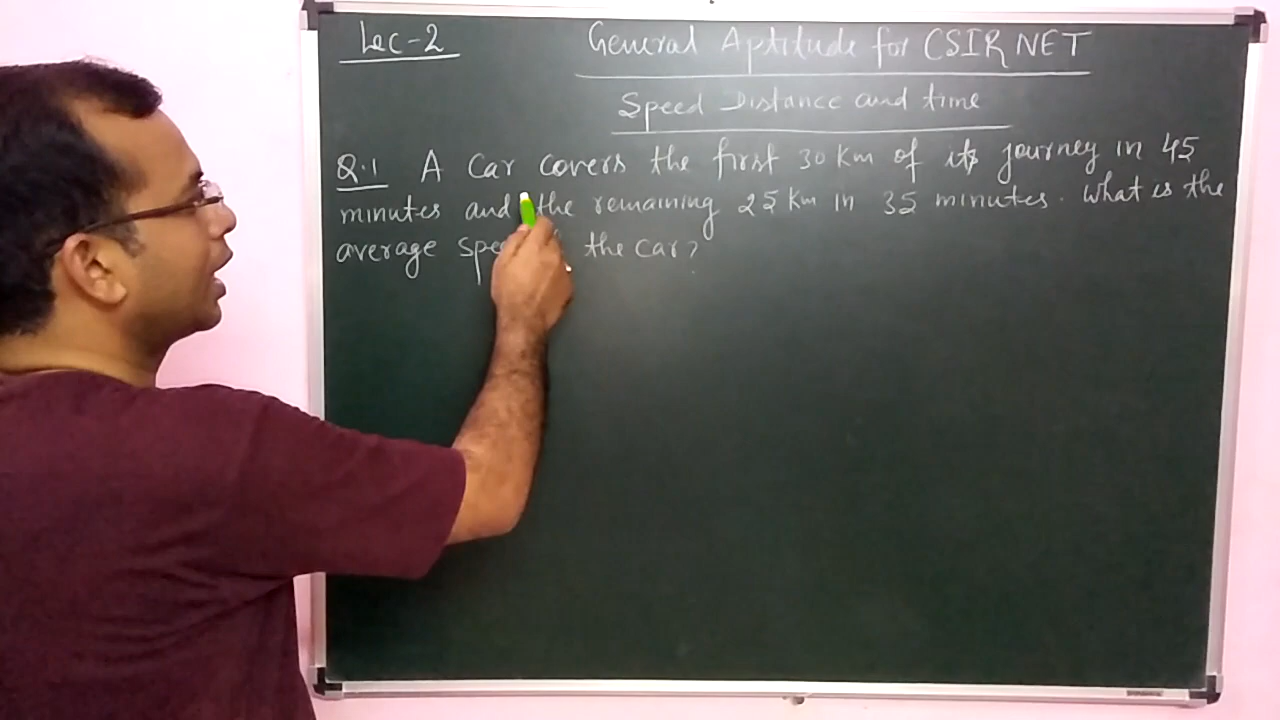 Lec-2
General Aptitude for CSIR NET
Speed Distance and time
Q.1 A Car covers the first 30 Km of its journey in 45
minutes and the remaining 25 Km in 35 minutes. What is the
average the car?